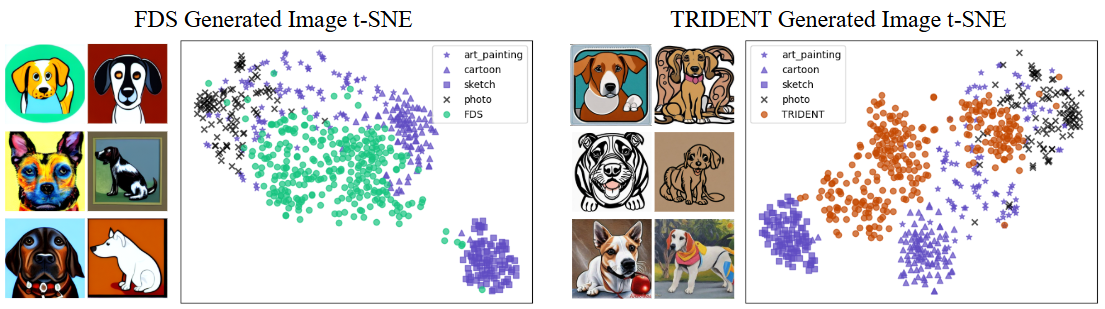 FDS Generated Image t-SNE
art_painting
cartoon
sketch
photo
FDS
TRIDENT Generated Image t-SNE
art_painting
cartoon
sketch
photo
TRIDENT